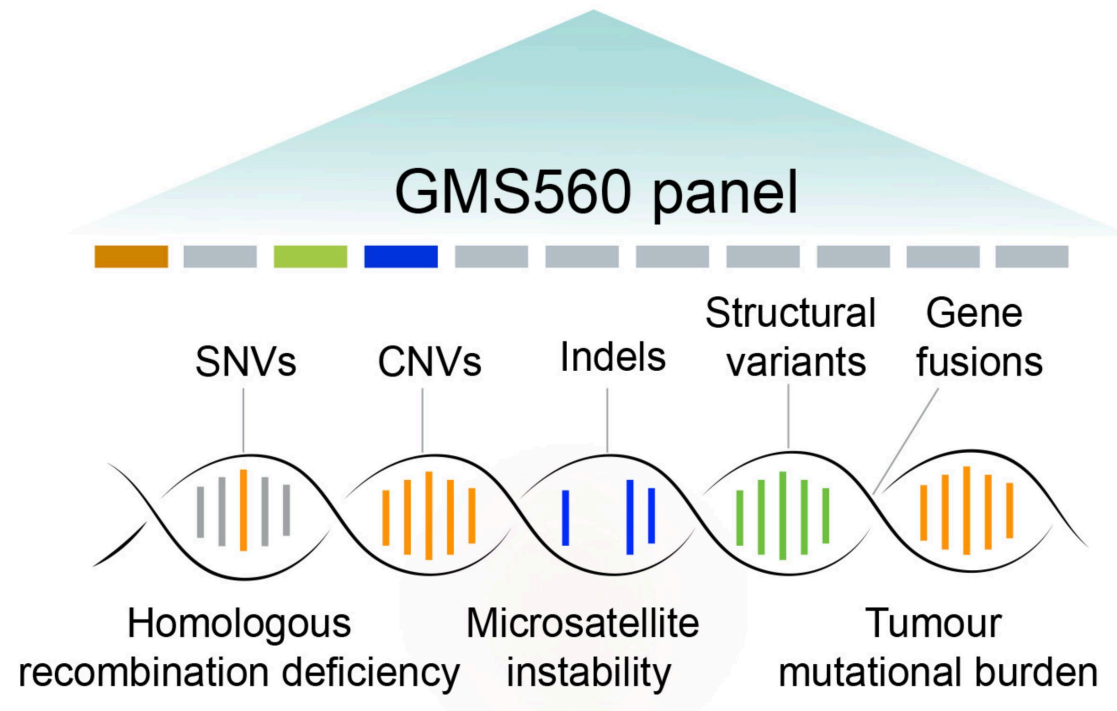 GMS560 panel
SNVs
CNVs
Indels
Structural
variants
Gene
fusions
Homologous
recombination deficiency
Microsatellite
instability
Tumour
mutational burden